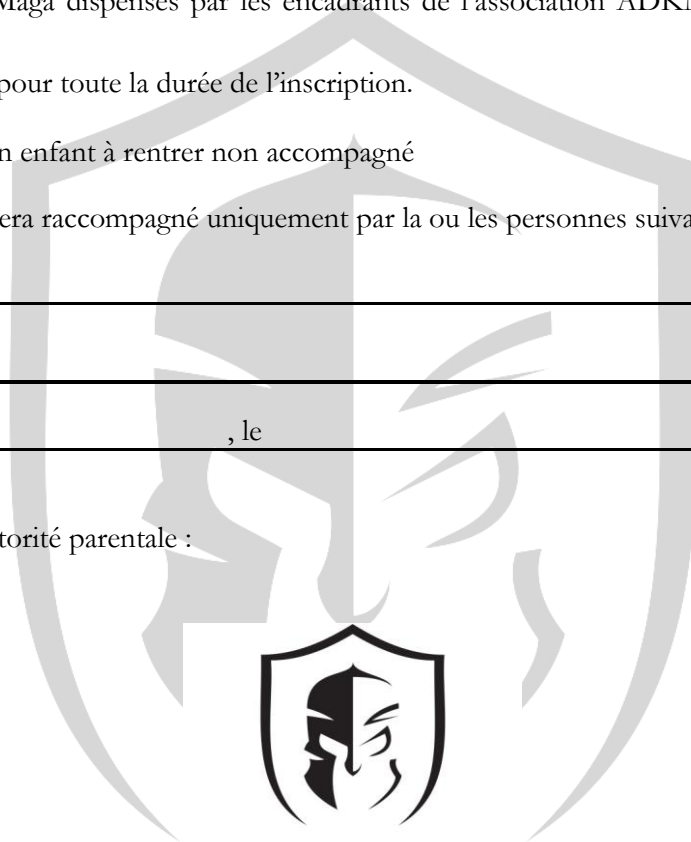 Maga dispensés par les encadrants de l'association ADKM
pour toute la durée de l'inscription.
n enfant à rentrer non accompagné
era raccompagné uniquement par la ou les personnes suiva
, le
torité parentale :